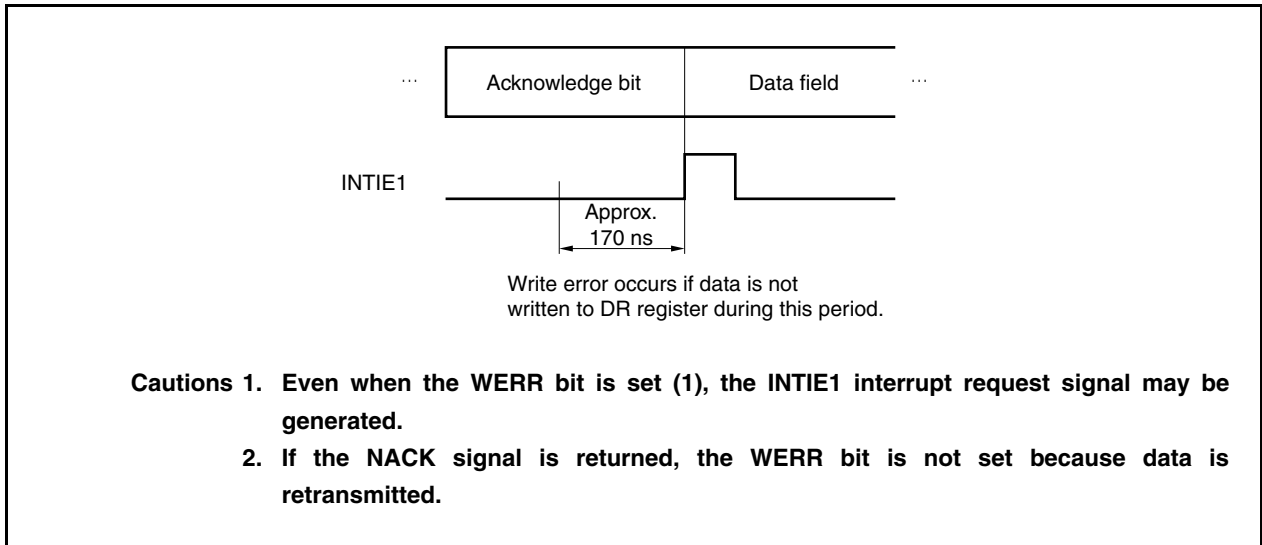 … Acknowledge bit Data field …
INTIE1
Approx.
170 ns
Write error occurs if data is not
written to DR register during this period.
Cautions 1. Even when the WERR bit is set (1), the INTIE1 interrupt request signal may be
generated.
2. If the NACK signal is returned, the WERR bit is not set because data is
retransmitted.